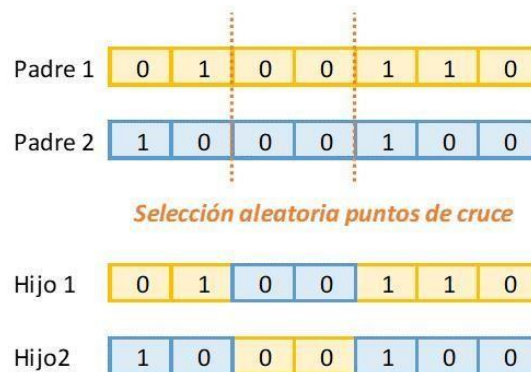 Padre 1 0 1 0 0 1 1 0
Padre 2 1 0 0 0 1 0 0
Selección aleatoria puntos de cruce
Hijo 1 0 1 0 0 1 1 0
Hijo2 1 0 0 0 1 0 0